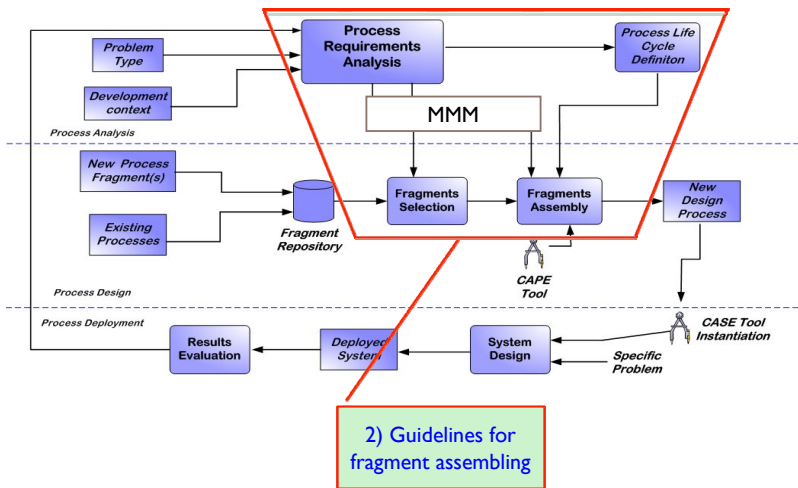 Problem
Type
Process
Requirements
Analysis
Process Life
Cycle
Definiton
Development
context
MMM
Process Analysis
New Process
Fragment(s)
Existing
Processes
Fragment
Repository
Fragments
Selection
Fragments
Assembly
New
Design
Process
CAPE
Tool
Process Design
Process Deployment
Results
Evaluation
Deployed
System
System
Design
Specific
Problem
CASE Tool
Instantiation
2) Guidelines for
fragment assembling